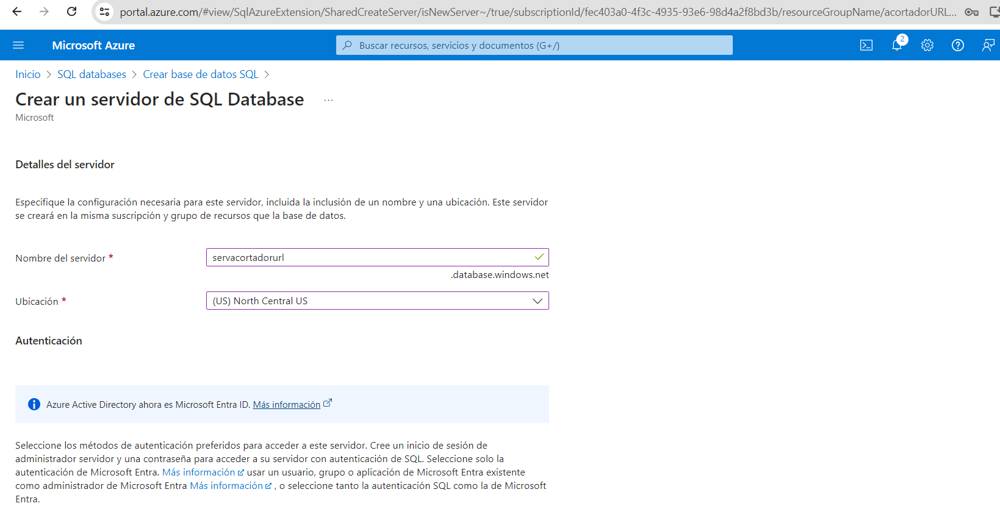 portal.azure.com/#view/SqlAzureExtension/SharedCreateServer/isNewServer~/true/subscriptionId/fec403a0-4f3c-4935-93e6-98d4a2f8bd3b/resourceGroupName/acortadorURL...
Microsoft Azure
Buscar recursos, servicios y documentos (G+/)
2
Inicio > SQL databases > Crear base de datos SQL >
Crear un servidor de SQL Database ...
Microsoft
Detalles del servidor
Especifique la configuración necesaria para este servidor, incluida la inclusión de un nombre y una ubicación. Este servidor
se creará en la misma suscripción y grupo de recursos que la base de datos.
Nombre del servidor *
servacortadorurl
.database.windows.net
Ubicación *
(US) North Central US
Autenticación
Azure Active Directory ahora es Microsoft Entra ID. Más información
Seleccione los métodos de autenticación preferidos para acceder a este servidor. Cree un inicio de sesión de
administrador servidor y una contraseña para acceder a su servidor con autenticación de SQL. Seleccione solo la
autenticación de Microsoft Entra. Más información usar un usuario, grupo o aplicación de Microsoft Entra existente
como administrador de Microsoft Entra Más información , o seleccione tanto la autenticación SQL como la de Microsoft
Entra.